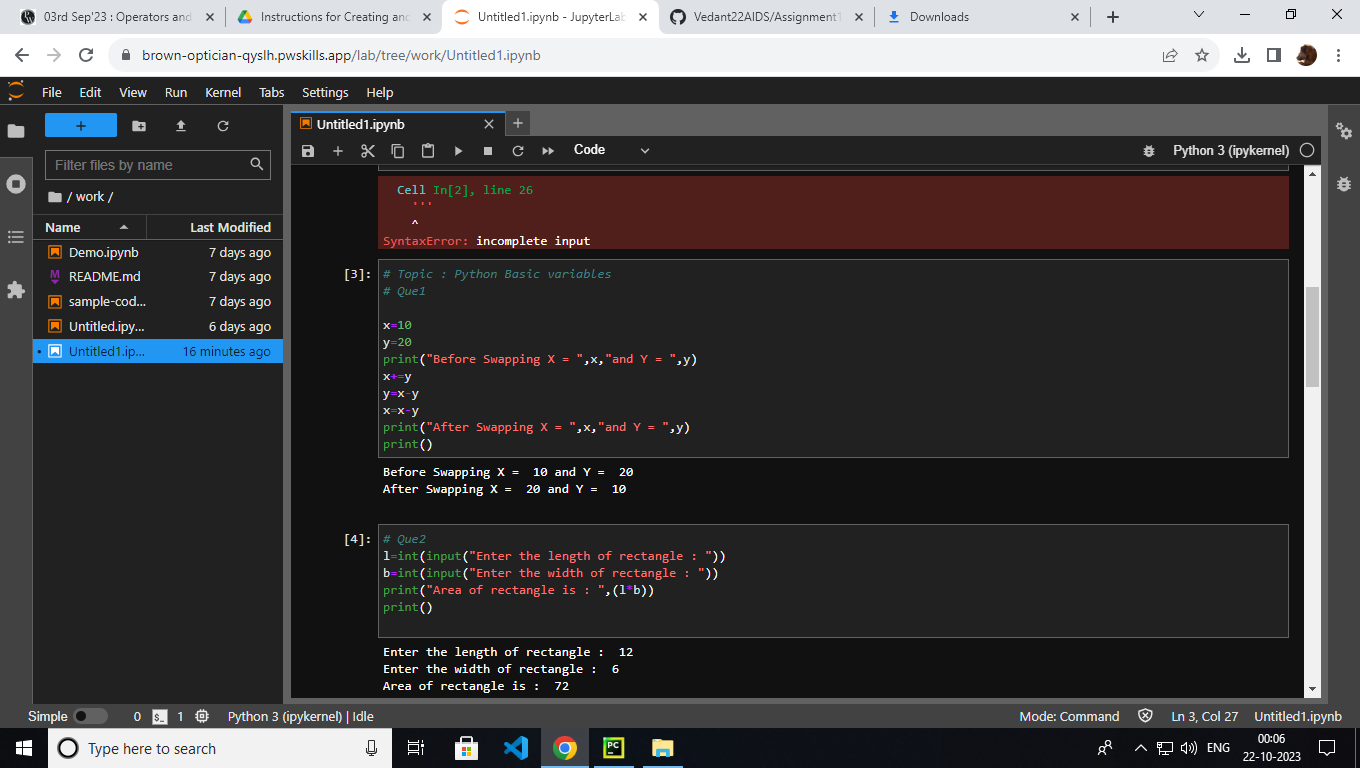 03rd Sep'23 : Operators and
Instructions for Creating and
Untitled1.ipynb - JupyterLab
Vedant22AIDS/Assignment1
Downloads
brown-optician-qyslh.pwskills.app/lab/tree/work/Untitled1.ipynb
File Edit View Run Kernel Tabs Settings Help
Untitled1.ipynb
Code
Python 3 (ipykernel)
Filter files by name
/ work /
Name Last Modified
Demo.ipynb 7 days ago
README.md 7 days ago
sample-cod... 7 days ago
Untitled.ipy... 6 days ago
Untitled1.ip... 16 minutes ago
Cell In[2], line 26
'''
^
SyntaxError: incomplete input
[3]:
# Topic : Python Basic variables
# Que1
x=10
y=20
print("Before Swapping X = ",x,"and Y = ",y)
x+=y
y=x-y
x=x-y
print("After Swapping X = ",x,"and Y = ",y)
print()
Before Swapping X =  10 and Y =  20
After Swapping X =  20 and Y =  10
[4]:
# Que2
l=int(input("Enter the length of rectangle : "))
b=int(input("Enter the width of rectangle : "))
print("Area of rectangle is : ",(l*b))
print()
Enter the length of rectangle :  12
Enter the width of rectangle :  6
Area of rectangle is :  72
Simple 0 $_ 1 Python 3 (ipykernel) | Idle Mode: Command Ln 3, Col 27 Untitled1.ipynb
Type here to search
PC
ENG
00:06
22-10-2023